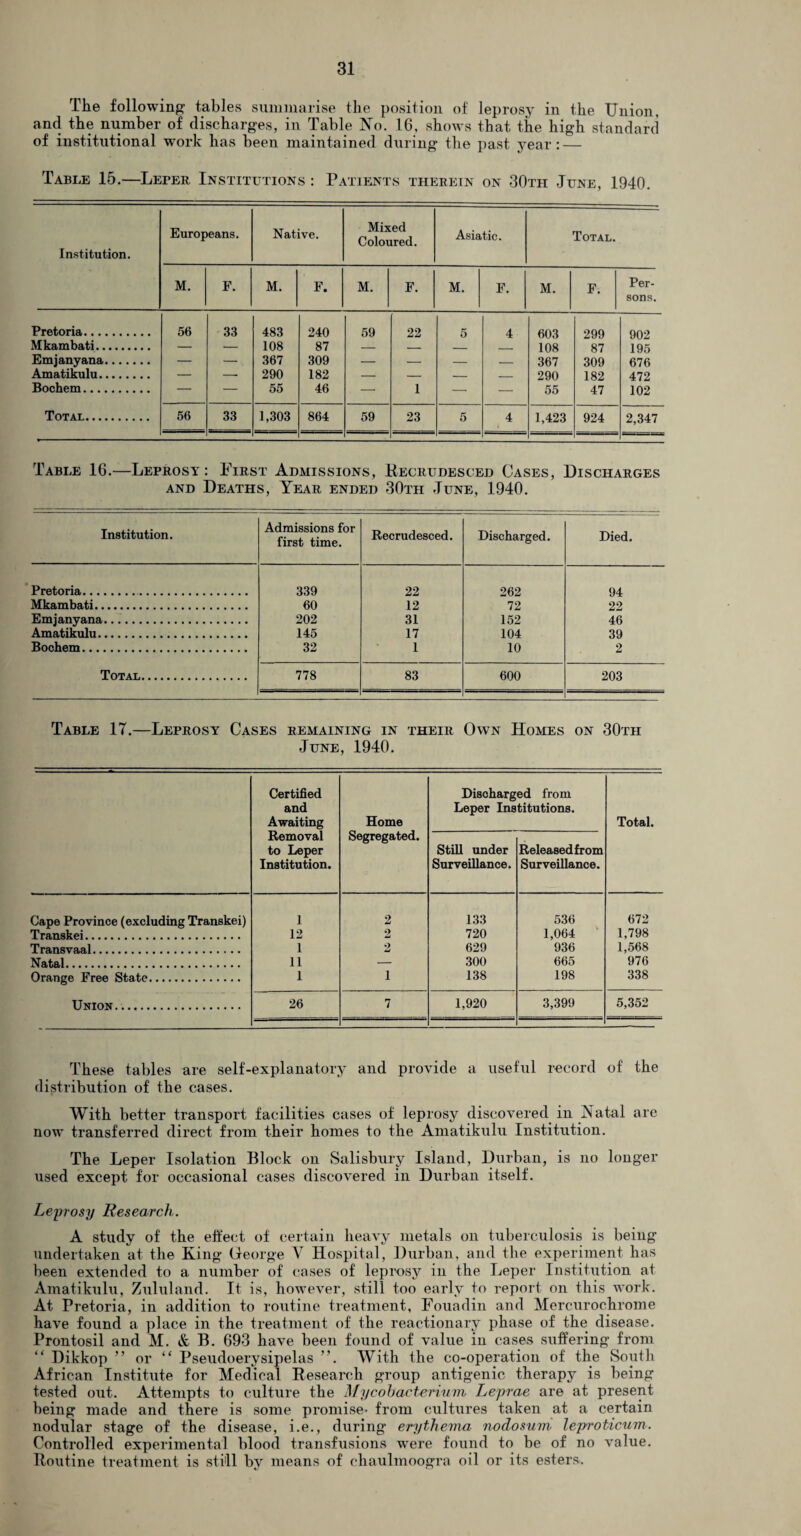 31
The following tables summarise the position of leprosy in the Union,
and the number of discharges, in Table No. 16, shows that the high standard
of institutional work has been maintained during the past year:—
Table 15.—Leper Institutions: Patients therein on 30th June, 1940.
Institution. Europeans. Native. Mixed Coloured. Asiatic. Total.
M. F. M. F. M. F. M. F. M. F. Persons.
Pretoria.......... 56 33 483 240 59 22 5 4 603 299 902
Mkambati......... — — 108 87 — — — — 108 87 195
Emjanyana....... — — 367 309 — — — — 367 309 676
Amatikulu........ — — 290 182 — — — — 290 182 472
Bochem.......... — — 55 46 — 1 — — 55 47 102
Total.......... 56 33 1,303 864 59 23 5 4 1,423 924 2,347
Table 16.—Leprosy: First Admissions, Recrudesced Cases, Discharges
and Deaths, Year ended 30th June, 1940.
Institution. Admissions for first time. Recrudesced. Discharged. Died.
Pretoria.......... 339 22 262 94
Mkambati.......... 60 12 72 22
Emjanyana.......... 202 31 152 46
Amatikulu.......... 145 17 104 39
Bochem.......... 32 1 10 2
Total.......... 778 83 600 203
Table 17.—Leprosy Cases remaining in their Own Homes on 30th
June, 1940.
Certified and Awaiting Removal to Leper Institution. Home Segregated. Discharged from Leper Institutions. Total.
Still under Surveillance. Released from Surveillance.
Cape Province (excluding Transkei) 1 2 133 536 672
Transkei.......... 12 2 720 1,064 1,798
Transvaal.......... 1 2 629 936 1,568
Natal.......... 11 — 300 665 976
Orange Free State.......... 1 1 138 198 338
Union.......... 26 7 1,920 3,399 5,352
These tables are self-explanatory and provide a useful record of the
distribution of the cases.
With better transport facilities cases of leprosy discovered in Natal are
now transferred direct from their homes to the Amatikulu Institution.
The Leper Isolation Block on Salisbury Island, Durban, is no longer
used except for occasional cases discovered in Durban itself.
Leprosy Research.
A study of the effect of certain heavy metals on tuberculosis is being
undertaken at the King George V Hospital, Durban, and the experiment has
been extended to a number of cases of leprosy in the Leper Institution at
Amatikulu, Zululand. It is, however, still too early to report on this work.
At Pretoria, in addition to routine treatment, Fouadin and Mercurochrome
have found a place in the treatment of the reactionary phase of the disease.
Prontosil and M. & B. 693 have been found of value in cases suffering from
“ Dikkop ” or “ Pseudoerysipelas ”. With the co-operation of the South
African Institute for Medical Research group antigenic therapy is being
tested out. Attempts to culture the Mycobacterium Leprae are at present
being made and there is some promise from cultures taken at a certain
nodular stage of the disease, i.e., during erythema nodosum leproticum.
Controlled experimental blood transfusions were found to be of no value.
Routine treatment is still by means of chaulmoogra oil or its esters.